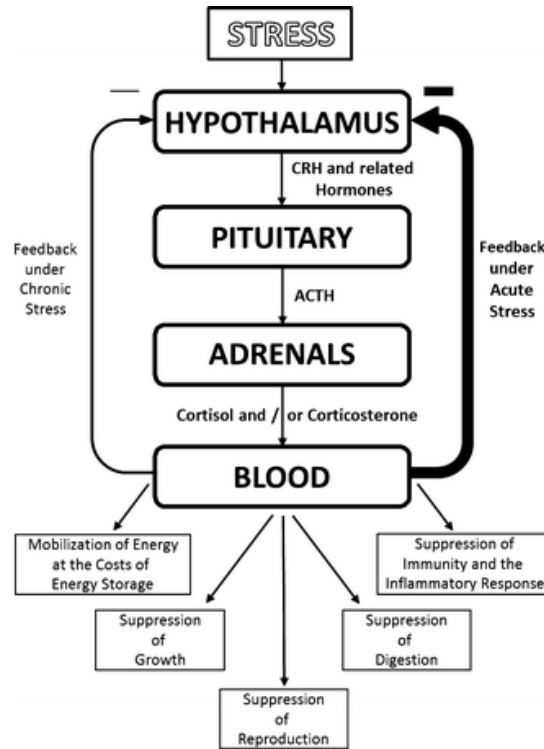 STRESS
HYPOTHALAMUS
CRH and related
Hormones
PITUITARY
Feedback
under
Chronic
Stress
Feedback
under
Acute
Stress
ACTH
ADRENALS
Cortisol and / or Corticosterone
BLOOD
Mobilization of Energy
at the Costs of
Energy Storage
Suppression of
Immunity and the
Inflammatory Response
Suppression
of
Growth
Suppression
of
Digestion
Suppression
of
Reproduction